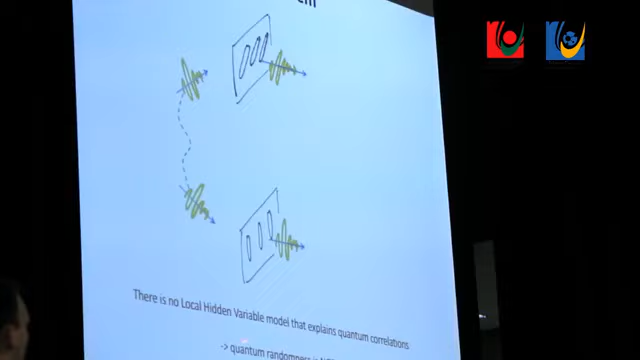 There is no Local Hidden Variable model that explains quantum correlations
-> quantum randomness is